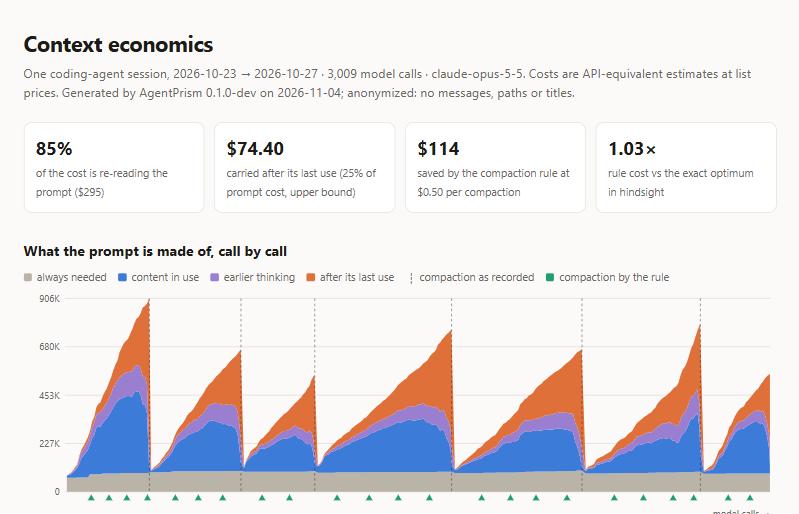 Context economics
One coding-agent session, 2026-10-23 → 2026-10-27 · 3,009 model calls · claude-opus-5-5. Costs are API-equivalent estimates at list
prices. Generated by AgentPrism 0.1.0-dev on 2026-11-04; anonymized: no messages, paths or titles.
85%
of the cost is re-reading the
prompt ($295)
$74.40
carried after its last use (25% of
prompt cost, upper bound)
$114
saved by the compaction rule at
$0.50 per compaction
1.03×
rule cost vs the exact optimum
in hindsight
What the prompt is made of, call by call
always needed content in use earlier thinking after its last use compaction as recorded compaction by the rule
906K
680K
453K
227K
0
model calls →